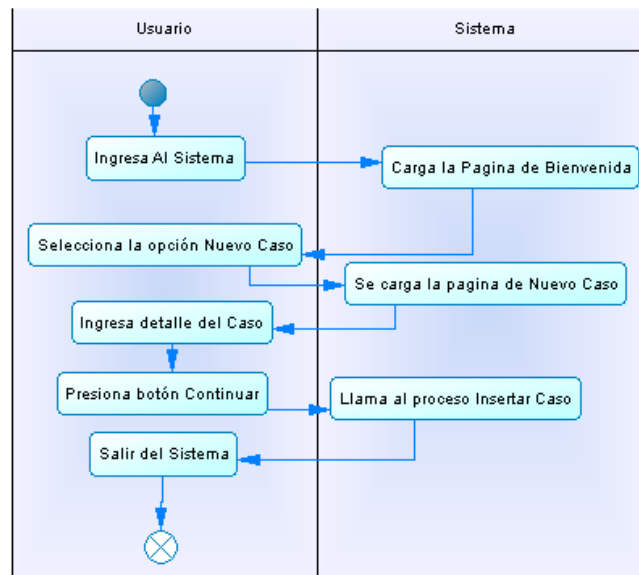 Usuario
Sistema
Ingresa Al Sistema
Carga la Pagina de Bienvenida
Selecciona la opción Nuevo Caso
Se carga la pagina de Nuevo Caso
Ingresa detalle del Caso
Presiona botón Continuar
Llama al proceso Insertar Caso
Salir del Sistema